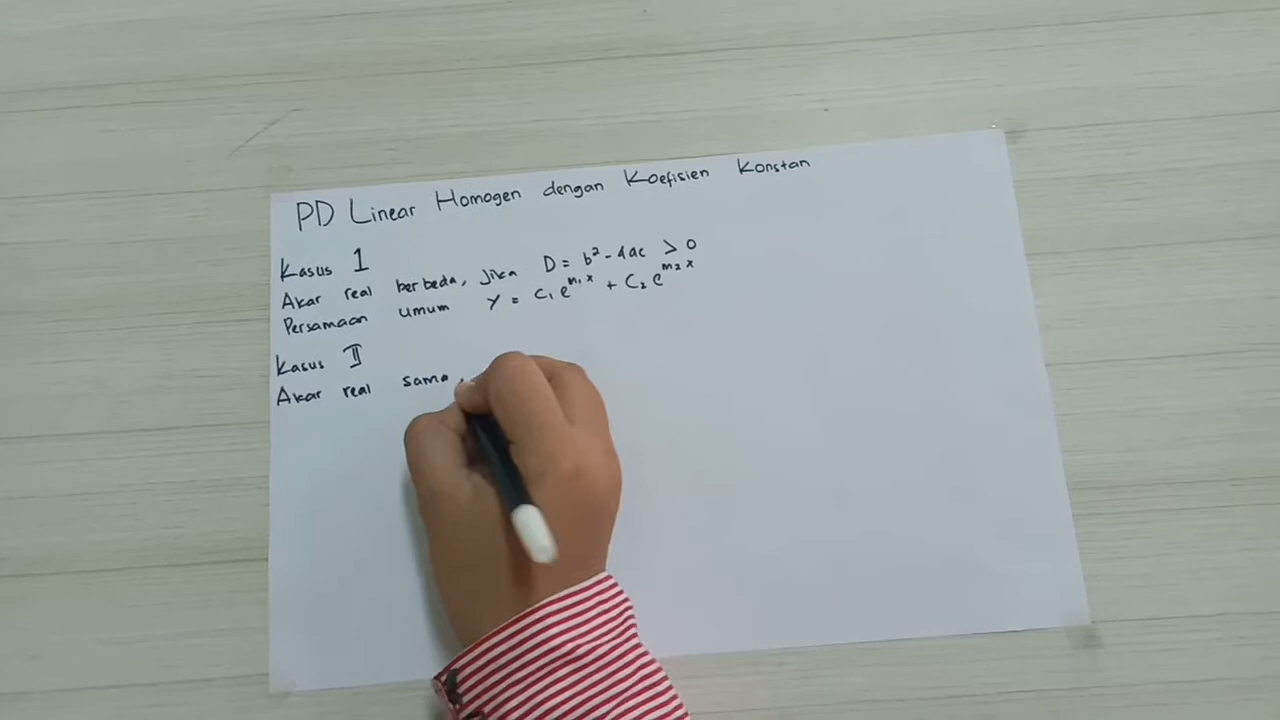 PD Linear Homogen dengan Koefisien Konstan
Kasus I
Akar real berbeda, jika D = b² - 4ac > 0
Persamaan umum y = C₁ e^m₁x + C₂ e^m₂x
Kasus II
Akar real sama,